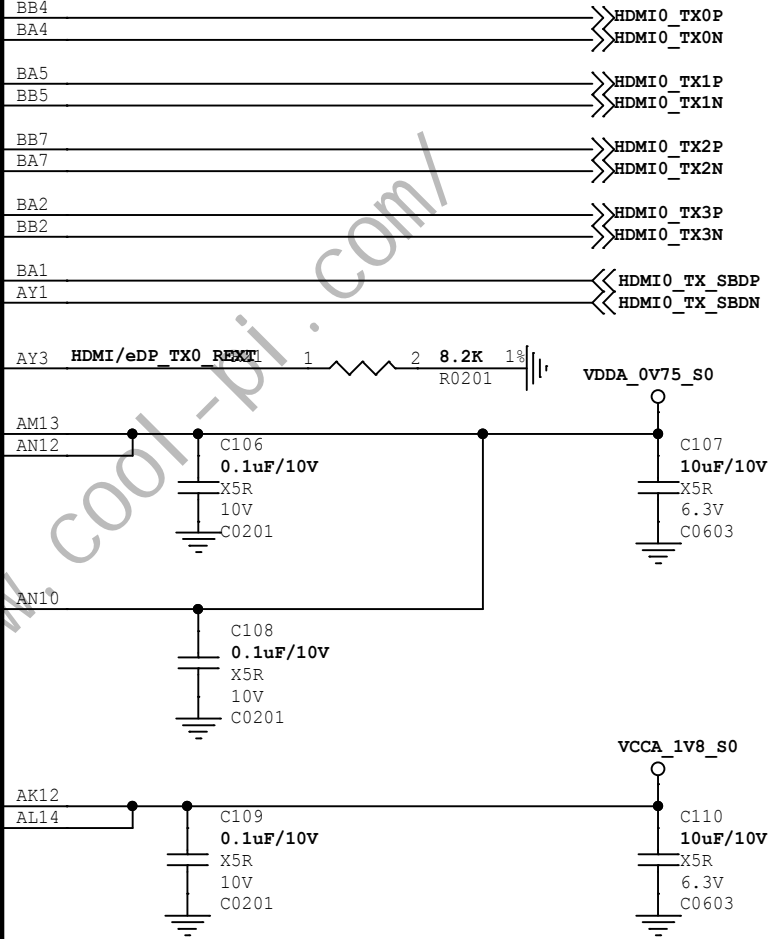 BB4 HDMI0_TX0P
BA4 HDMI0_TX0N
BA5 HDMI0_TX1P
BB5 HDMI0_TX1N
BB7 HDMI0_TX2P
BA7 HDMI0_TX2N
BA2 HDMI0_TX3P
BB2 HDMI0_TX3N
BA1 HDMI0_TX_SBDP
AY1 HDMI0_TX_SBDN
AY3 HDMI/eDP_TX0_REXT 1 2 8.2K 1%
R0201
VDDA_0V75_S0
AM13
AN12
C106
0.1uF/10V
X5R
10V
C0201
C107
10uF/10V
X5R
6.3V
C0603
AN10
C108
0.1uF/10V
X5R
10V
C0201
VCCA_1V8_S0
AK12
AL14
C109
0.1uF/10V
X5R
10V
C0201
C110
10uF/10V
X5R
6.3V
C0603
w.cool-pi.com/